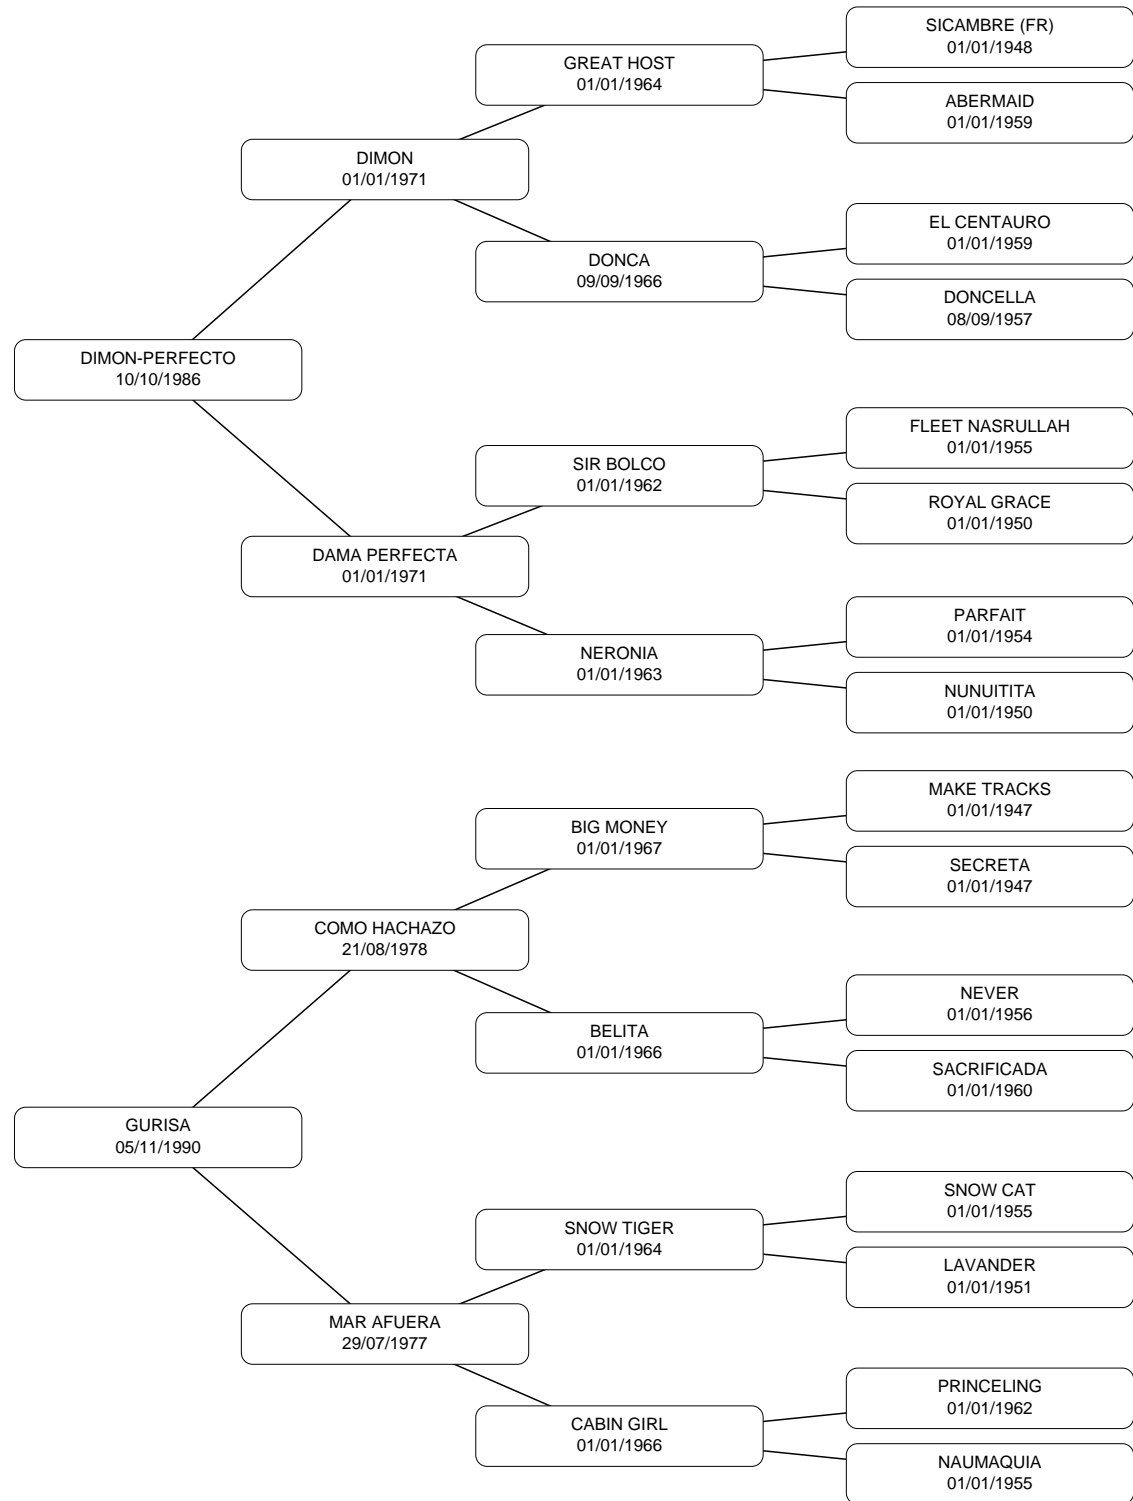 SICAMBRE (FR)
01/01/1948
GREAT HOST
01/01/1964
ABERMAID
01/01/1959
DIMON
01/01/1971
EL CENTAURO
01/01/1959
DONCA
09/09/1966
DONCELLA
08/09/1957
DIMON-PERFECTO
10/10/1986
FLEET NASRULLAH
01/01/1955
SIR BOLCO
01/01/1962
ROYAL GRACE
01/01/1950
DAMA PERFECTA
01/01/1971
PARFAIT
01/01/1954
NERONIA
01/01/1963
NUNUITITA
01/01/1950
MAKE TRACKS
01/01/1947
BIG MONEY
01/01/1967
SECRETA
01/01/1947
COMO HACHAZO
21/08/1978
NEVER
01/01/1956
BELITA
01/01/1966
SACRIFICADA
01/01/1960
GURISA
05/11/1990
SNOW CAT
01/01/1955
SNOW TIGER
01/01/1964
LAVANDER
01/01/1951
MAR AFUERA
29/07/1977
PRINCELING
01/01/1962
CABIN GIRL
01/01/1966
NAUMAQUIA
01/01/1955